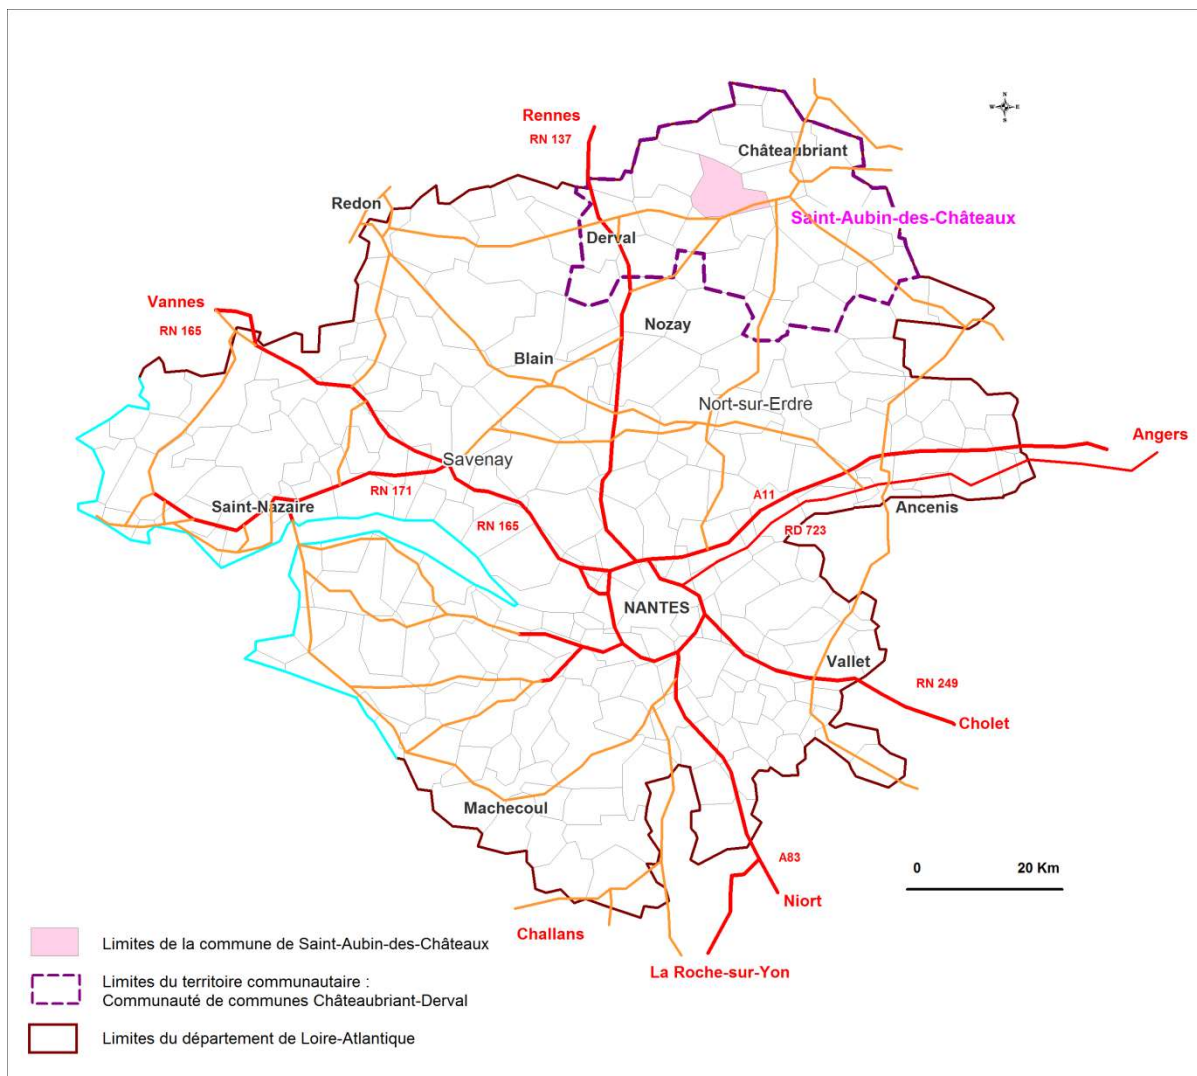 N
W E
S
Rennes
RN 137
Châteaubriant
Redon
Saint-Aubin-des-Châteaux
Derval
Vannes
RN 165
Nozay
Blain
Nort-sur-Erdre
Angers
Savenay
RN 171
A11
Saint-Nazaire
Ancenis
RN 165
RD 723
NANTES
Vallet
RN 249
Cholet
Machecoul
A83
0 20 Km
Niort
Challans
La Roche-sur-Yon
Limites de la commune de Saint-Aubin-des-Châteaux
Limites du territoire communautaire :
Communauté de communes Châteaubriant-Derval
Limites du département de Loire-Atlantique